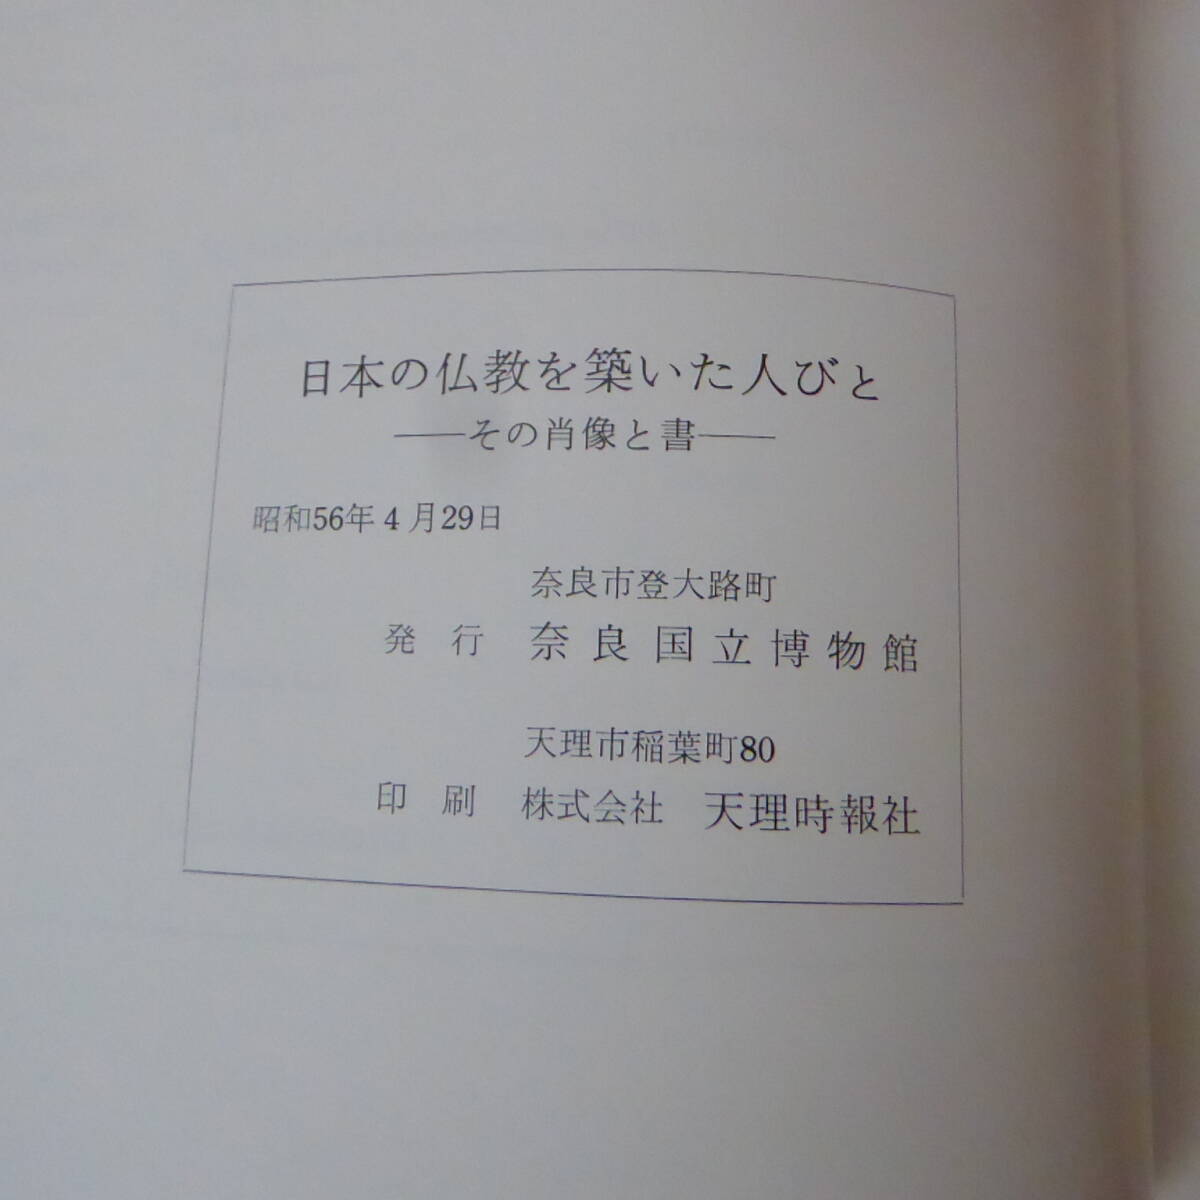 日本の仏教を築いた人びと
――その肖像と書――
昭和56年4月29日
奈良市登大路町
発行 奈良国立博物館
天理市稲葉町80
印刷 株式会社 天理時報社